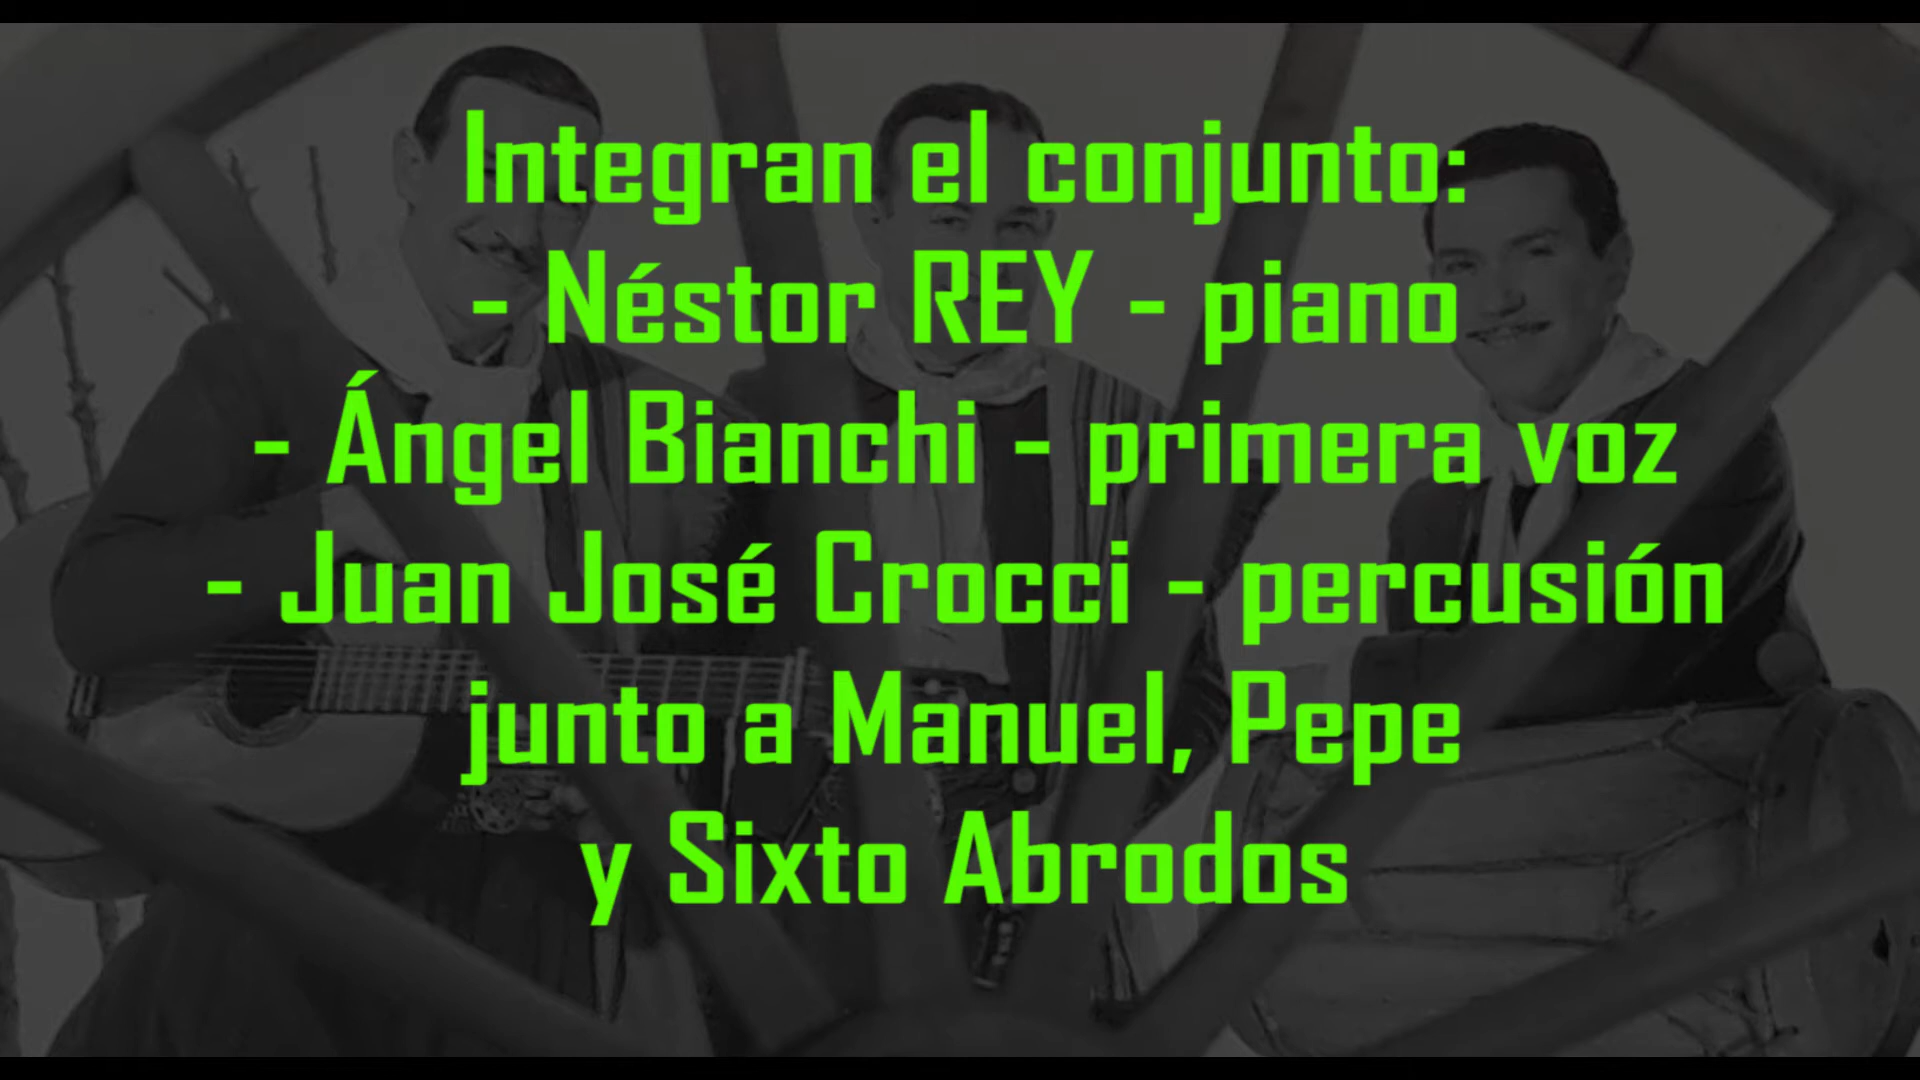 Integran el conjunto:
- Néstor REY - piano
- Ángel Bianchi - primera voz
- Juan José Crocci - percusión
junto a Manuel, Pepe
y Sixto Abrodos